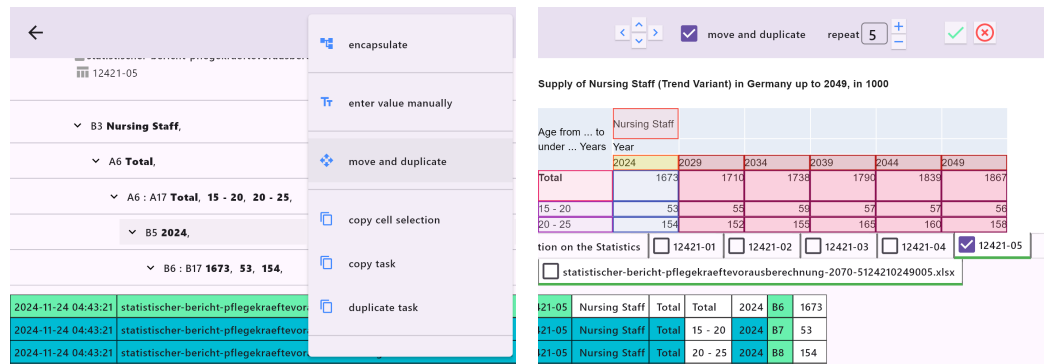 12421-05
B3 Nursing Staff,
A6 Total,
A6 : A17 Total, 15 - 20, 20 - 25,
B5 2024,
B6 : B17 1673, 53, 154,
2024-11-24 04:43:21 statistischer-bericht-pflegekraeftevorau
2024-11-24 04:43:21 statistischer-bericht-pflegekraeftevorau
2024-11-24 04:43:21 statistischer-bericht-pflegekraeftevorau
encapsulate
enter value manually
move and duplicate
copy cell selection
copy task
duplicate task
move and duplicate repeat 5
Supply of Nursing Staff (Trend Variant) in Germany up to 2049, in 1000
Age from ... to under ... Years
Nursing Staff
Year
2024 2029 2034 2039 2044 2049
Total 1673 1710 1738 1790 1839 1867
15 - 20 53 55 59 57 57 56
20 - 25 154 152 155 165 160 158
tion on the Statistics 12421-01 12421-02 12421-03 12421-04 12421-05
statistischer-bericht-pflegekraeftevorausberechnung-2070-5124210249005.xlsx
421-05 Nursing Staff Total Total 2024 B6 1673
421-05 Nursing Staff Total 15 - 20 2024 B7 53
421-05 Nursing Staff Total 20 - 25 2024 B8 154